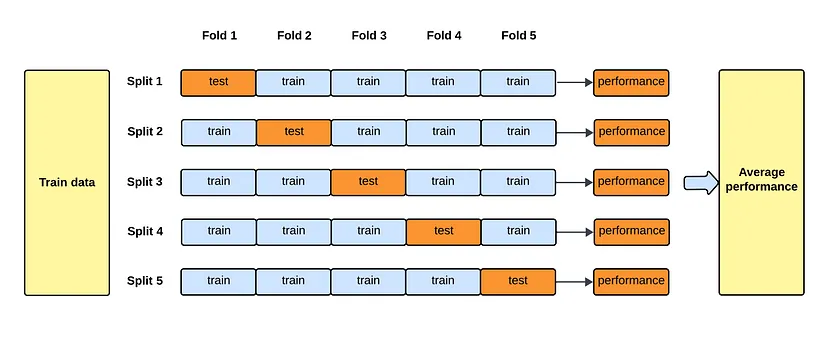 Fold 1 Fold 2 Fold 3 Fold 4 Fold 5
Split 1 test train train train train performance
Split 2 train test train train train performance
Train data
Split 3 train train test train train performance
Average
performance
Split 4 train train train test train performance
Split 5 train train train train test performance